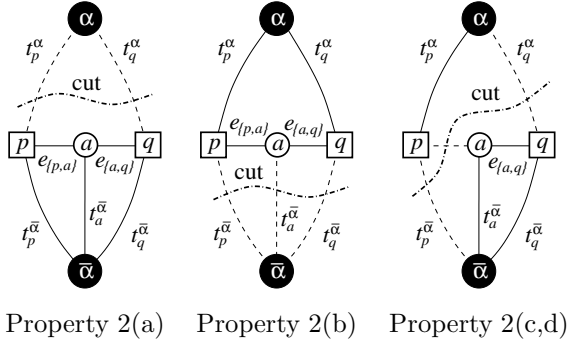 α α α
t_p^α t_q^α t_p^α t_q^α t_p^α t_q^α
cut cut
p a q p e_{p,a} a e_{a,q} q p a q
e_{p,a} e_{a,q} cut e_{a,q}
t_p^ᾱ t_a^ᾱ t_q^ᾱ t_p^ᾱ t_a^ᾱ t_q^ᾱ t_p^ᾱ t_a^ᾱ t_q^ᾱ
ᾱ ᾱ ᾱ
Property 2(a) Property 2(b) Property 2(c,d)